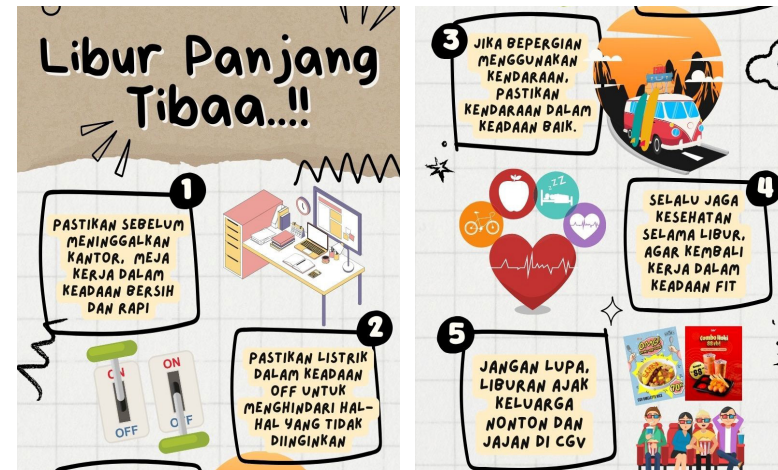 Libur Panjang
Tibaa..!!
1
PASTIKAN SEBELUM
MENINGGALKAN
KANTOR, MEJA
KERJA DALAM
KEADAAN BERSIH
DAN RAPI
2
PASTIKAN LISTRIK
DALAM KEADAAN
OFF UNTUK
MENGHINDARI HAL-
HAL YANG TIDAK
DIINGINKAN
ON
OFF
ON
OFF
3
JIKA BEPERGIAN
MENGGUNAKAN
KENDARAAN,
PASTIKAN
KENDARAAN DALAM
KEADAAN BAIK.
4
SELALU JAGA
KESEHATAN
SELAMA LIBUR,
AGAR KEMBALI
KERJA DALAM
KEADAAN FIT
zzZ
5
JANGAN LUPA,
LIBURAN AJAK
KELUARGA
NONTON DAN
JAJAN DI CGV